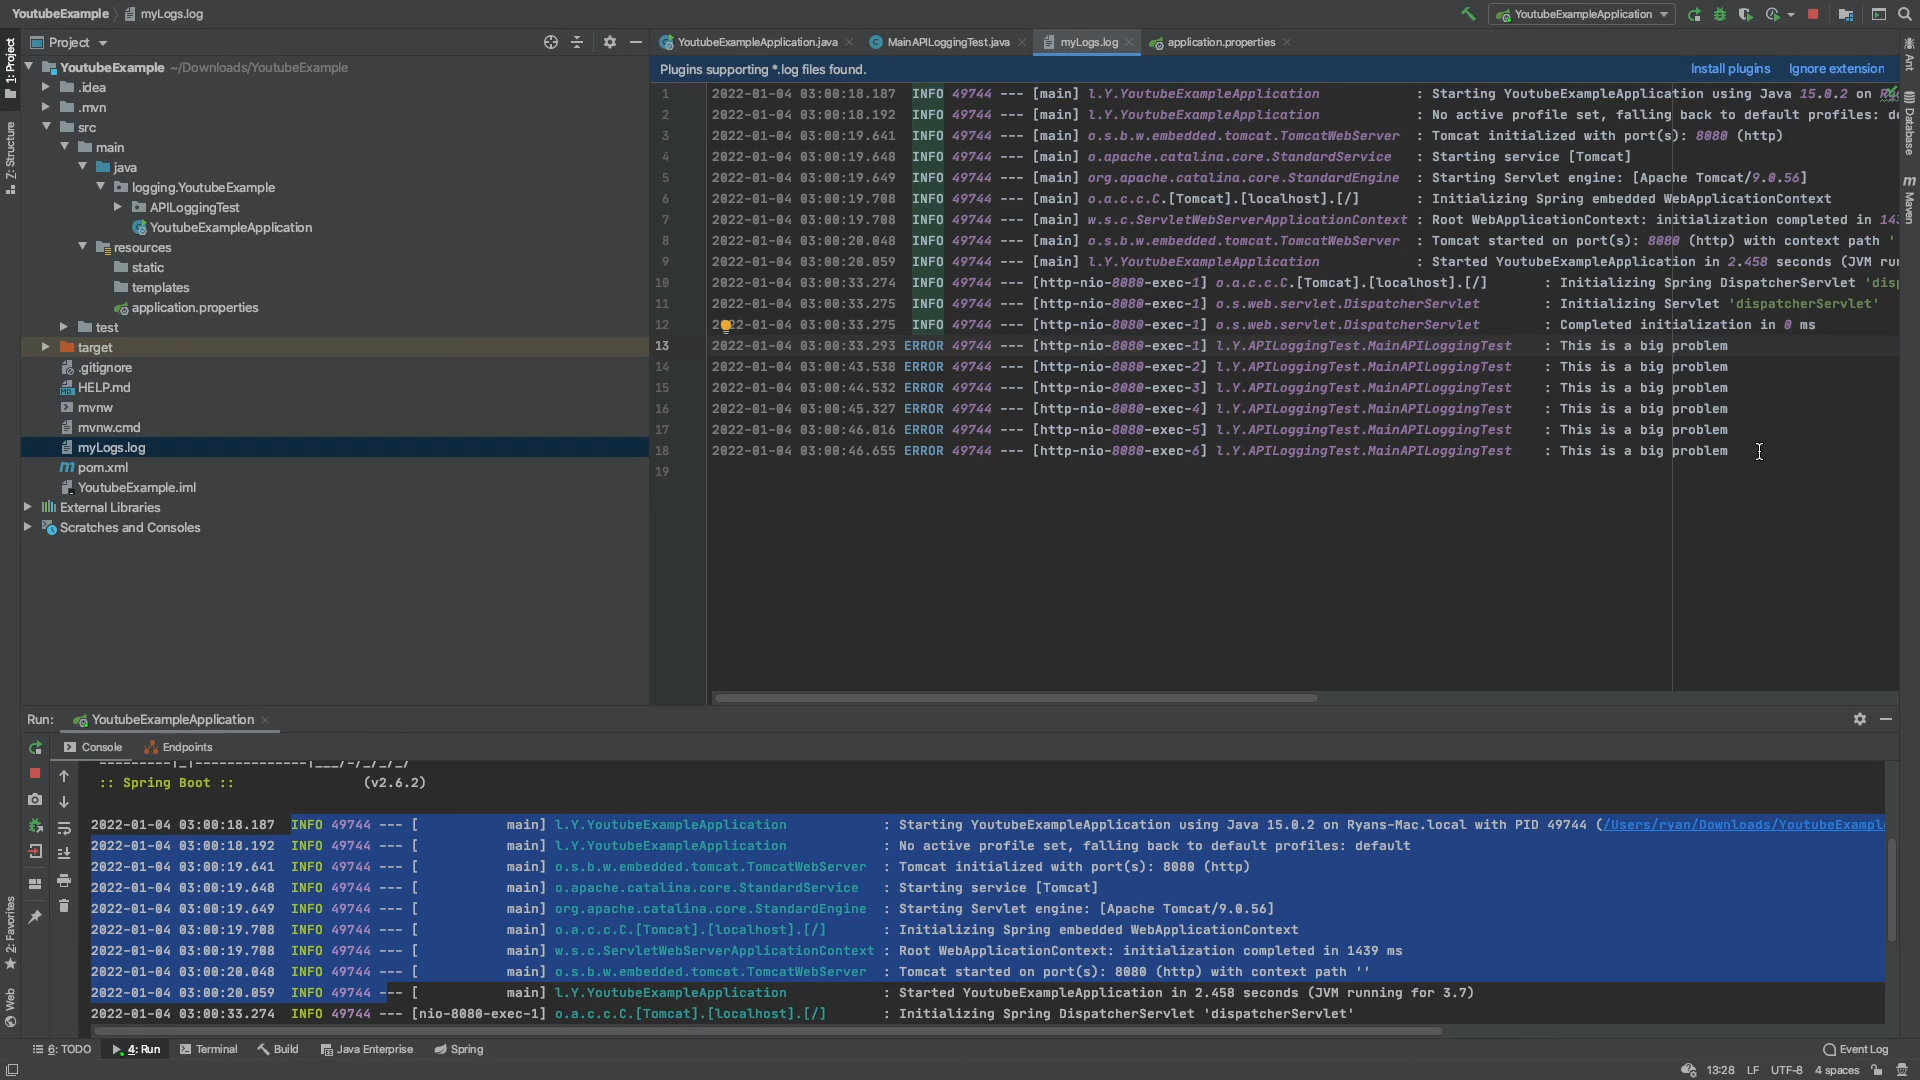 YoutubeExample
myLogs.log
YoutubeExampleApplication
Project
YoutubeExampleApplication.java
MainAPILoggingTest.java
myLogs.log
application.properties
1: Project
Z: Structure
2: Favorites
Web
Ant
Database
Maven
Plugins supporting *.log files found.
Install plugins
Ignore extension
YoutubeExample ~/Downloads/YoutubeExample
.idea
.mvn
src
main
java
logging.YoutubeExample
APILoggingTest
YoutubeExampleApplication
resources
static
templates
application.properties
test
target
.gitignore
HELP.md
mvnw
mvnw.cmd
myLogs.log
pom.xml
YoutubeExample.iml
External Libraries
Scratches and Consoles
1 2022-01-04 03:00:18.187 INFO 49744 --- [main] l.Y.YoutubeExampleApplication : Starting YoutubeExampleApplication using Java 15.0.2 on
2 2022-01-04 03:00:18.192 INFO 49744 --- [main] l.Y.YoutubeExampleApplication : No active profile set, falling back to default profiles: de
3 2022-01-04 03:00:19.641 INFO 49744 --- [main] o.s.b.w.embedded.tomcat.TomcatWebServer : Tomcat initialized with port(s): 8080 (http)
4 2022-01-04 03:00:19.648 INFO 49744 --- [main] o.apache.catalina.core.StandardService : Starting service [Tomcat]
5 2022-01-04 03:00:19.649 INFO 49744 --- [main] org.apache.catalina.core.StandardEngine : Starting Servlet engine: [Apache Tomcat/9.0.56]
6 2022-01-04 03:00:19.708 INFO 49744 --- [main] o.a.c.c.C.[Tomcat].[localhost].[/] : Initializing Spring embedded WebApplicationContext
7 2022-01-04 03:00:19.708 INFO 49744 --- [main] w.s.c.ServletWebServerApplicationContext : Root WebApplicationContext: initialization completed in 143
8 2022-01-04 03:00:20.048 INFO 49744 --- [main] o.s.b.w.embedded.tomcat.TomcatWebServer : Tomcat started on port(s): 8080 (http) with context path '
9 2022-01-04 03:00:20.059 INFO 49744 --- [main] l.Y.YoutubeExampleApplication : Started YoutubeExampleApplication in 2.458 seconds (JVM run
10 2022-01-04 03:00:33.274 INFO 49744 --- [http-nio-8080-exec-1] o.a.c.c.C.[Tomcat].[localhost].[/] : Initializing Spring DispatcherServlet 'disp
11 2022-01-04 03:00:33.275 INFO 49744 --- [http-nio-8080-exec-1] o.s.web.servlet.DispatcherServlet : Initializing Servlet 'dispatcherServlet'
12 2022-01-04 03:00:33.275 INFO 49744 --- [http-nio-8080-exec-1] o.s.web.servlet.DispatcherServlet : Completed initialization in 0 ms
13 2022-01-04 03:00:33.293 ERROR 49744 --- [http-nio-8080-exec-1] l.Y.APILoggingTest.MainAPILoggingTest : This is a big problem
14 2022-01-04 03:00:43.538 ERROR 49744 --- [http-nio-8080-exec-2] l.Y.APILoggingTest.MainAPILoggingTest : This is a big problem
15 2022-01-04 03:00:44.532 ERROR 49744 --- [http-nio-8080-exec-3] l.Y.APILoggingTest.MainAPILoggingTest : This is a big problem
16 2022-01-04 03:00:45.327 ERROR 49744 --- [http-nio-8080-exec-4] l.Y.APILoggingTest.MainAPILoggingTest : This is a big problem
17 2022-01-04 03:00:46.016 ERROR 49744 --- [http-nio-8080-exec-5] l.Y.APILoggingTest.MainAPILoggingTest : This is a big problem
18 2022-01-04 03:00:46.655 ERROR 49744 --- [http-nio-8080-exec-6] l.Y.APILoggingTest.MainAPILoggingTest : This is a big problem
19
Run: YoutubeExampleApplication
Console Endpoints
:: Spring Boot :: (v2.6.2)
2022-01-04 03:00:18.187 INFO 49744 --- [ main] l.Y.YoutubeExampleApplication : Starting YoutubeExampleApplication using Java 15.0.2 on Ryans-Mac.local with PID 49744 (/Users/ryan/Downloads/YoutubeExampl
2022-01-04 03:00:18.192 INFO 49744 --- [ main] l.Y.YoutubeExampleApplication : No active profile set, falling back to default profiles: default
2022-01-04 03:00:19.641 INFO 49744 --- [ main] o.s.b.w.embedded.tomcat.TomcatWebServer : Tomcat initialized with port(s): 8080 (http)
2022-01-04 03:00:19.648 INFO 49744 --- [ main] o.apache.catalina.core.StandardService : Starting service [Tomcat]
2022-01-04 03:00:19.649 INFO 49744 --- [ main] org.apache.catalina.core.StandardEngine : Starting Servlet engine: [Apache Tomcat/9.0.56]
2022-01-04 03:00:19.708 INFO 49744 --- [ main] o.a.c.c.C.[Tomcat].[localhost].[/] : Initializing Spring embedded WebApplicationContext
2022-01-04 03:00:19.708 INFO 49744 --- [ main] w.s.c.ServletWebServerApplicationContext : Root WebApplicationContext: initialization completed in 1439 ms
2022-01-04 03:00:20.048 INFO 49744 --- [ main] o.s.b.w.embedded.tomcat.TomcatWebServer : Tomcat started on port(s): 8080 (http) with context path ''
2022-01-04 03:00:20.059 INFO 49744 --- [ main] l.Y.YoutubeExampleApplication : Started YoutubeExampleApplication in 2.458 seconds (JVM running for 3.7)
2022-01-04 03:00:33.274 INFO 49744 --- [nio-8080-exec-1] o.a.c.c.C.[Tomcat].[localhost].[/] : Initializing Spring DispatcherServlet 'dispatcherServlet'
6: TODO 4: Run Terminal Build Java Enterprise Spring Event Log
13:28 LF UTF-8 4 spaces